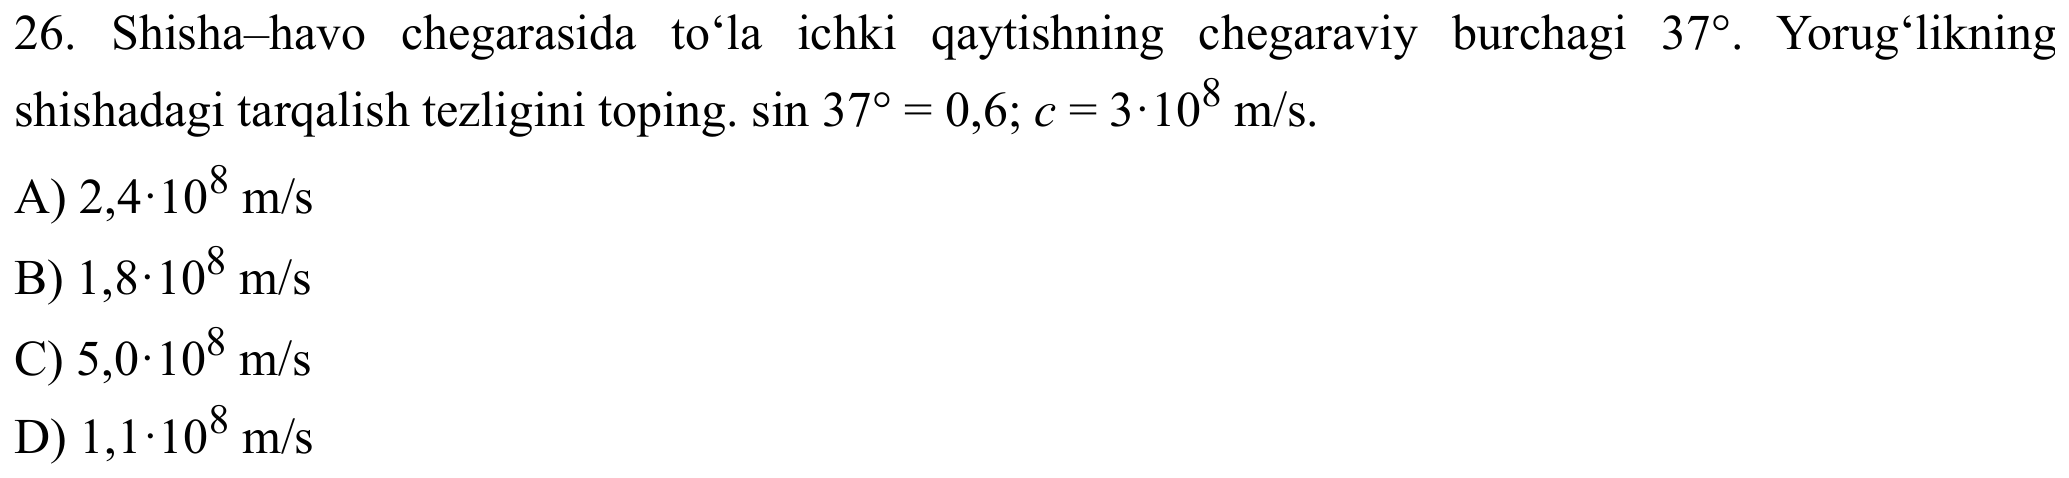 26. Shisha–havo chegarasida to‘la ichki qaytishning chegaraviy burchagi 37°. Yorug‘likning
shishadagi tarqalish tezligini toping. sin 37° = 0,6; c = 3·10⁸ m/s.
A) 2,4·10⁸ m/s
B) 1,8·10⁸ m/s
C) 5,0·10⁸ m/s
D) 1,1·10⁸ m/s